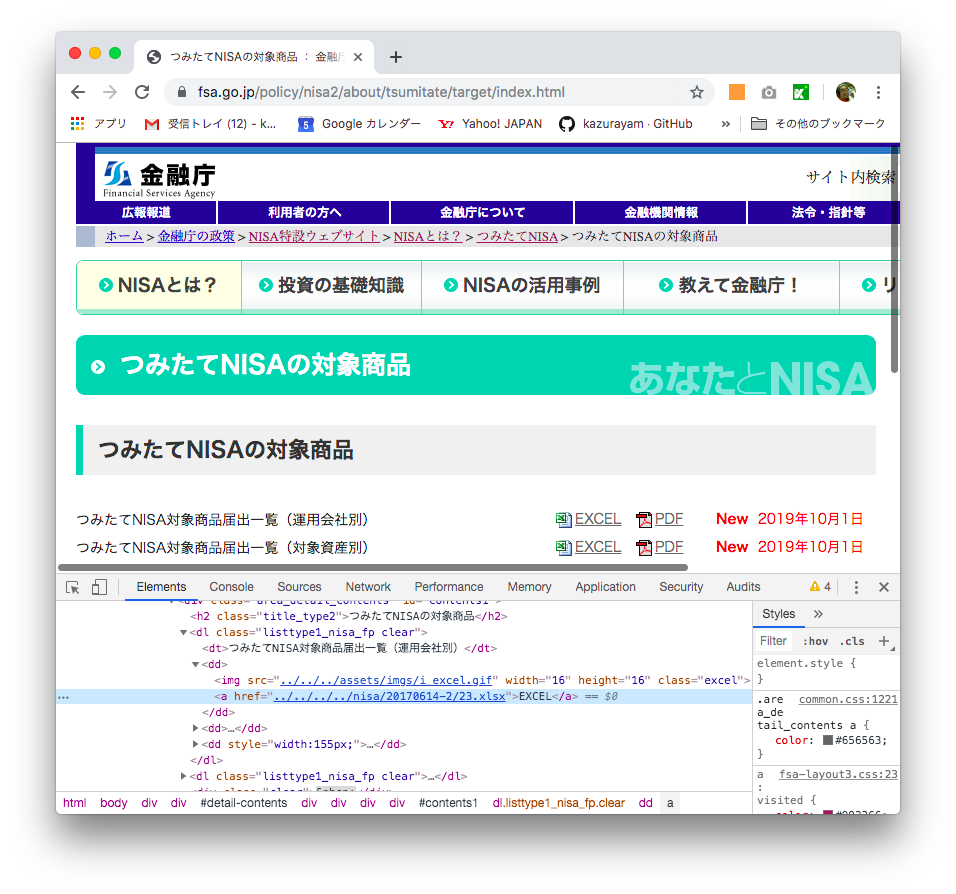 つみたてNISAの対象商品 ： 金融庁
fsa.go.jp/policy/nisa2/about/tsumitate/target/index.html
アプリ 受信トレイ (12) - k... 5 Google カレンダー Yahoo! JAPAN kazurayam · GitHub » その他のブックマーク
金融庁
Financial Services Agency
サイト内検索
広報報道 利用者の方へ 金融庁について 金融機関情報 法令・指針等
ホーム > 金融庁の政策 > NISA特設ウェブサイト > NISAとは？ > つみたてNISA > つみたてNISAの対象商品
NISAとは？ 投資の基礎知識 NISAの活用事例 教えて金融庁！ リ
つみたてNISAの対象商品
あなたとNISA
つみたてNISAの対象商品
つみたてNISA対象商品届出一覧（運用会社別） EXCEL PDF New 2019年10月1日
つみたてNISA対象商品届出一覧（対象資産別） EXCEL PDF New 2019年10月1日
Elements Console Sources Network Performance Memory Application Security Audits 4
<div class="area_detail_contents" id="contents1">
<h2 class="title_type2">つみたてNISAの対象商品</h2>
▼<dl class="listtype1_nisa_fp clear">
<dt>つみたてNISA対象商品届出一覧（運用会社別）</dt>
▼<dd>
<img src="../../../assets/imgs/i_excel.gif" width="16" height="16" class="excel">
... <a href="../../../../nisa/20170614-2/23.xlsx">EXCEL</a> == $0
</dd>
▶<dd>…</dd>
▶<dd style="width:155px;">…</dd>
</dl>
▶<dl class="listtype1_nisa_fp clear">…</dl>
<div class="clear">&nbsp;</div>
html body div div #detail-contents div div div div #contents1 dl.listtype1_nisa_fp.clear dd a
Styles »
Filter :hov .cls +
element.style {
}
.are common.css:1221
a_de
tail_contents a {
color: #656563;
}
a fsa-layout3.css:23
:
visited {